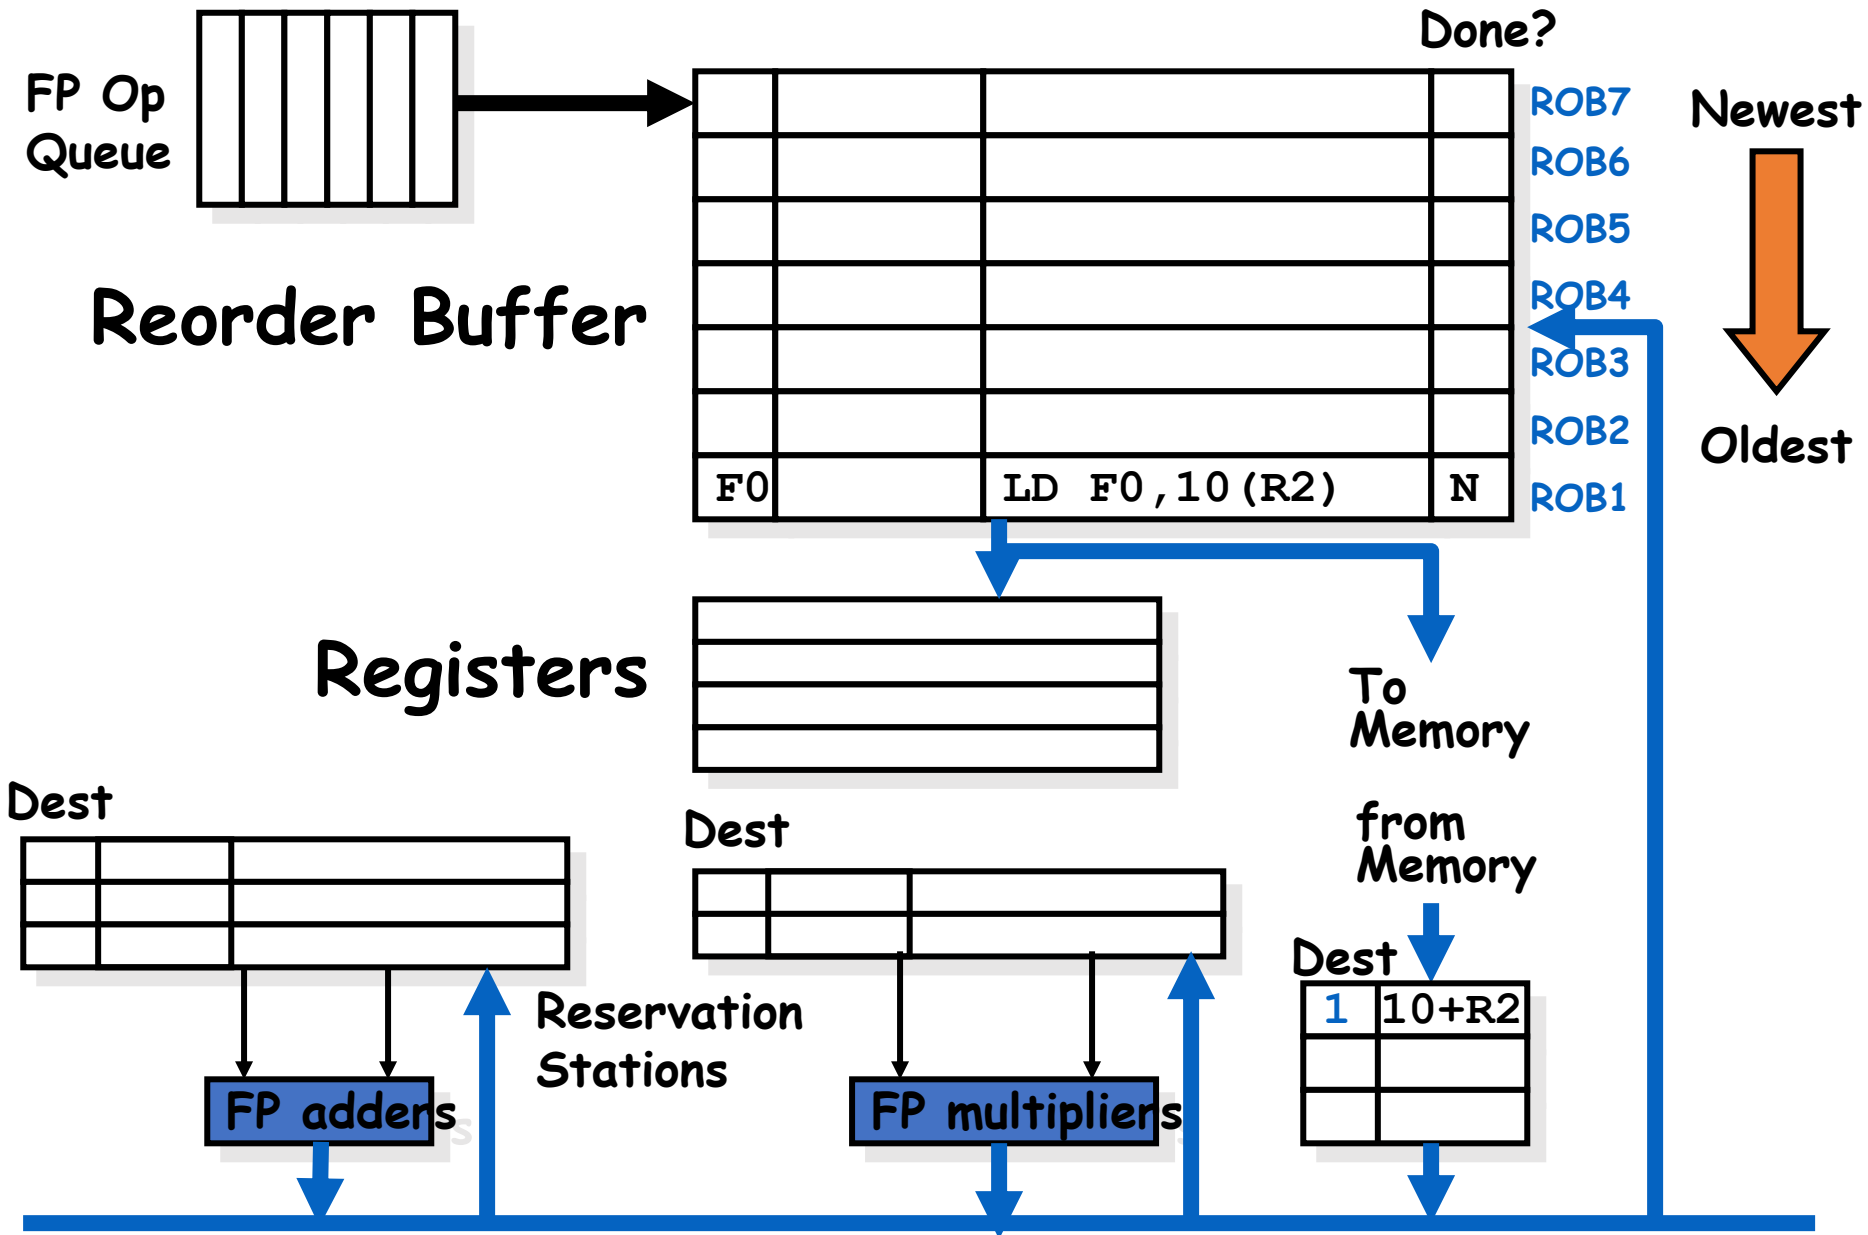 Done?
FP Op
Queue
ROB7
Newest
ROB6
ROB5
Reorder Buffer
ROB4
ROB3
ROB2
Oldest
F0 LD F0,10(R2) N
ROB1
Registers
To
Memory
Dest
Dest
from
Memory
Dest
1 10+R2
Reservation
Stations
FP adders
FP multipliers